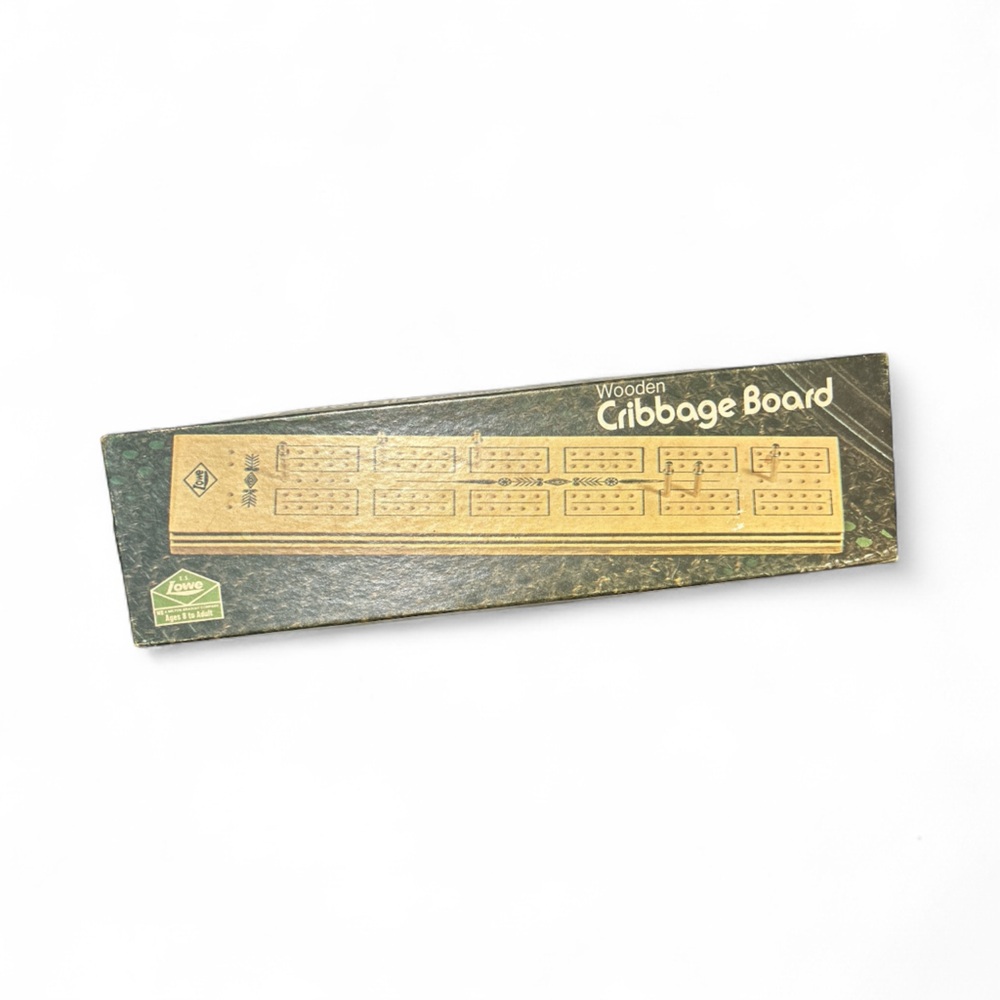 Wooden
Cribbage Board
Lowe
E.S.
Lowe
Ages 8 to Adult